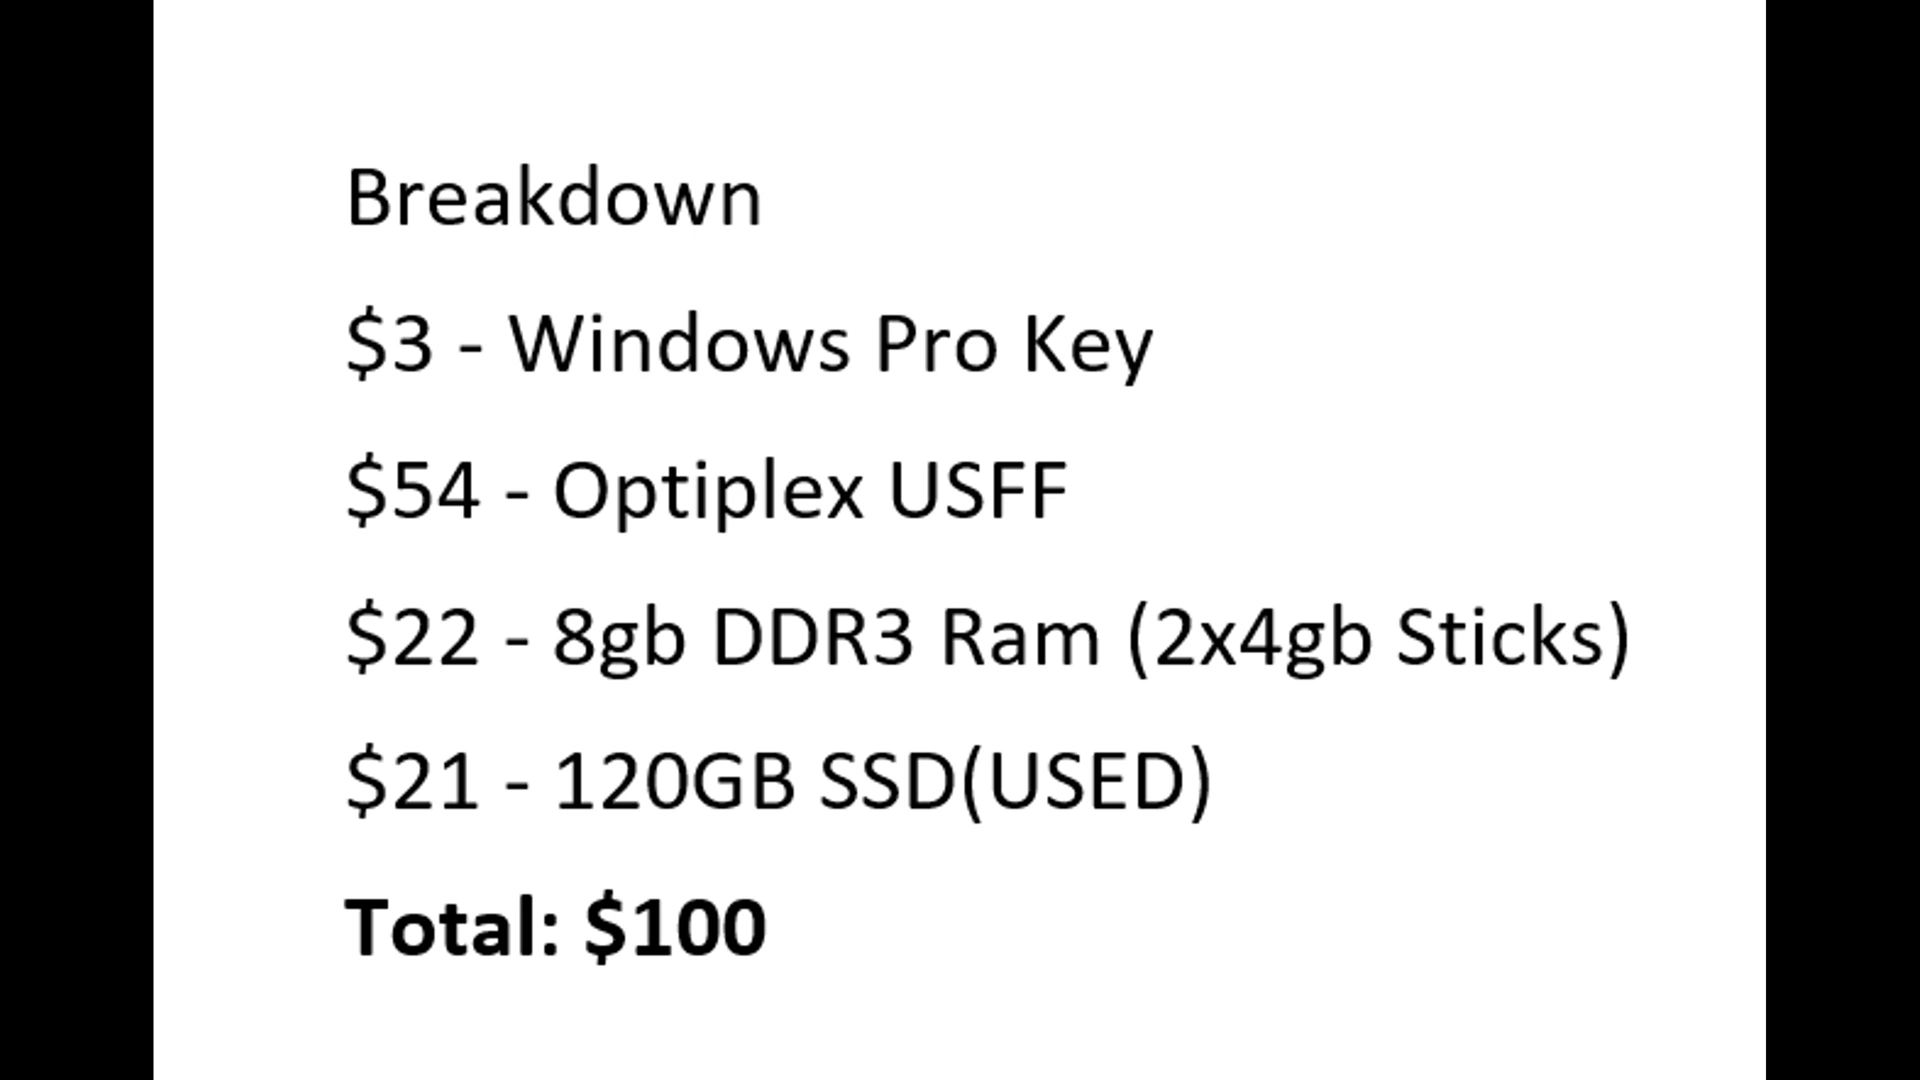 Breakdown
$3 - Windows Pro Key
$54 - Optiplex USFF
$22 - 8gb DDR3 Ram (2x4gb Sticks)
$21 - 120GB SSD(USED)
Total: $100